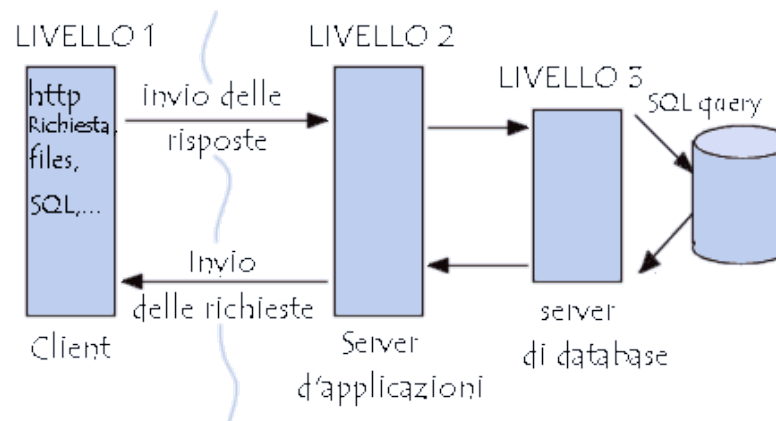 LIVELLO 1
LIVELLO 2
LIVELLO 3
http
Richiesta,
files,
SQL,...
invio delle
risposte
SQL query
Invio
delle richieste
Client
Server
d'applicazioni
server
di database